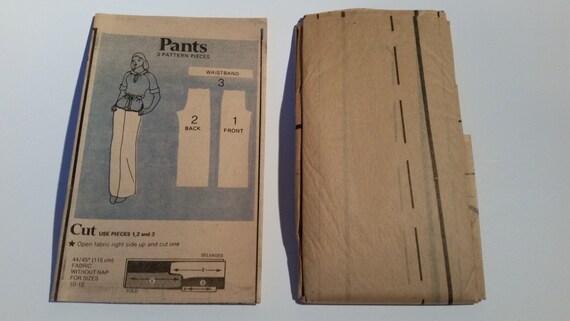 Pants
3 PATTERN PIECES
WAISTBAND
3
2
BACK
1
FRONT
Cut USE PIECES 1, 2 and 3
★ Open fabric right side up and cut one
SELVAGES
44/45" (115 cm)
FABRIC
WITHOUT NAP
FOR SIZES
10-12
FOLD